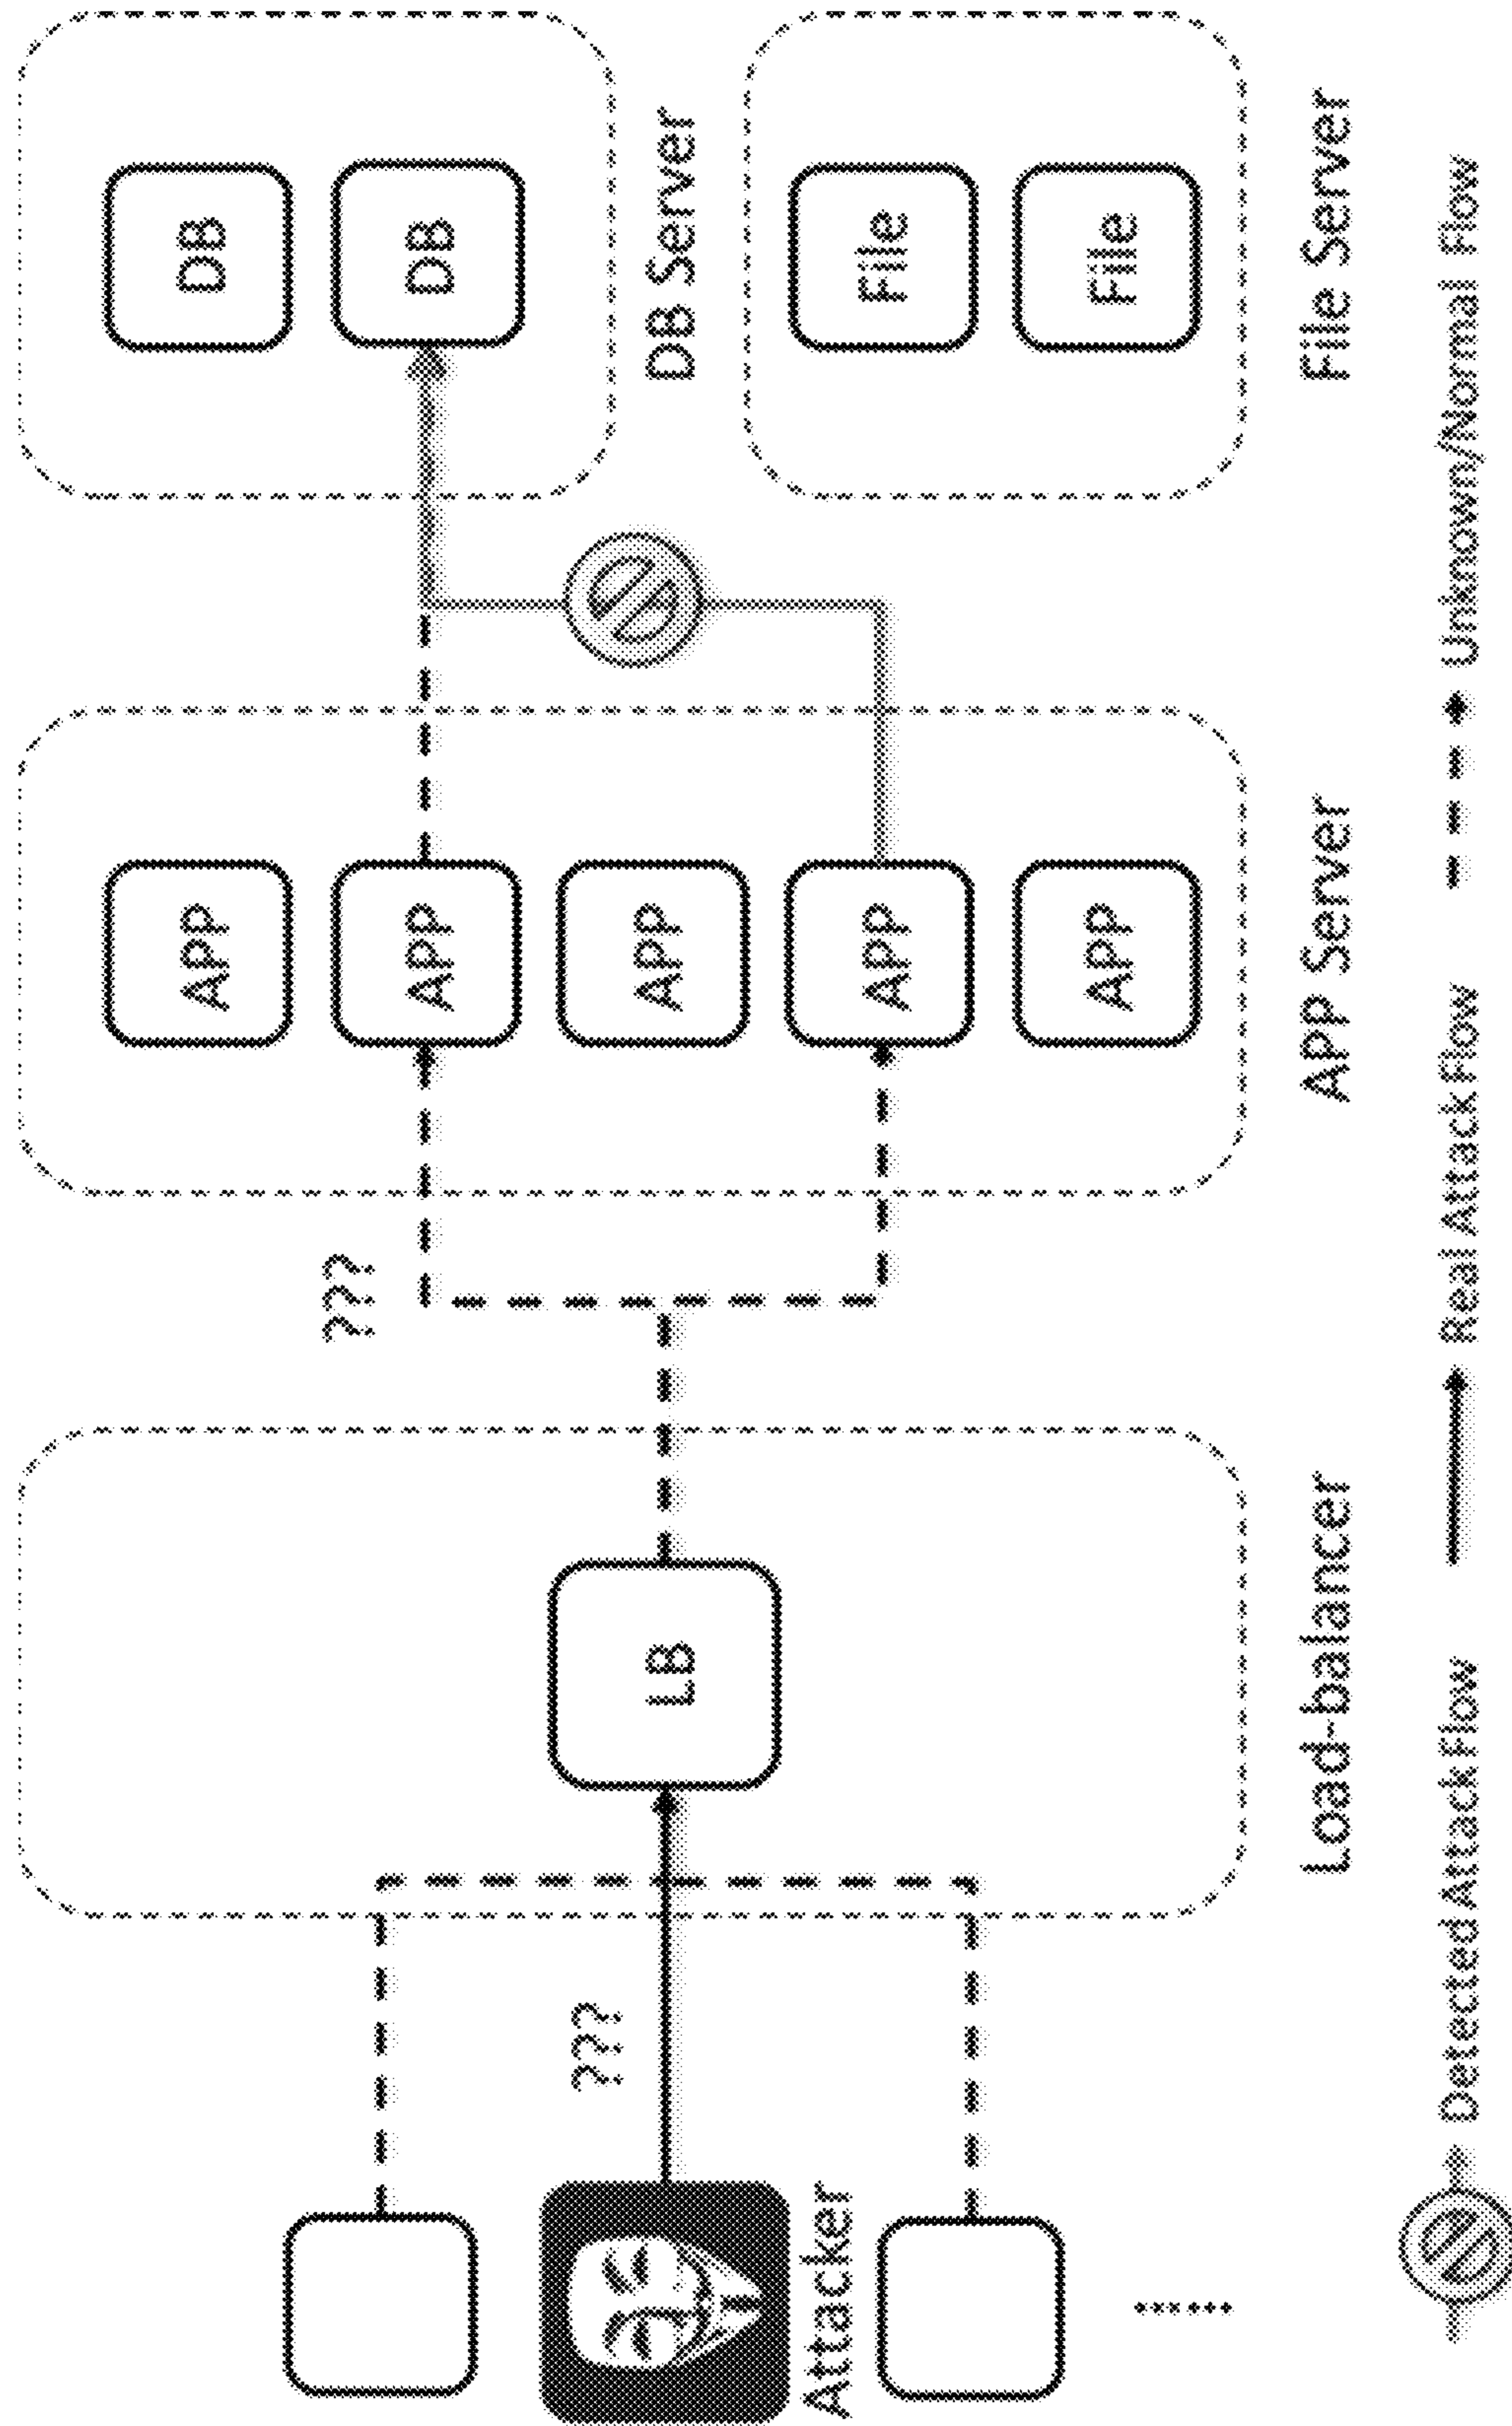 APP
DB
???
APP
DB
???
LB
APP
DB Server
Attacker
APP
File
APP
File
......
Load-balancer
APP Server
File Server
Detected Attack Flow
Real Attack Flow
Unknown/Normal Flow